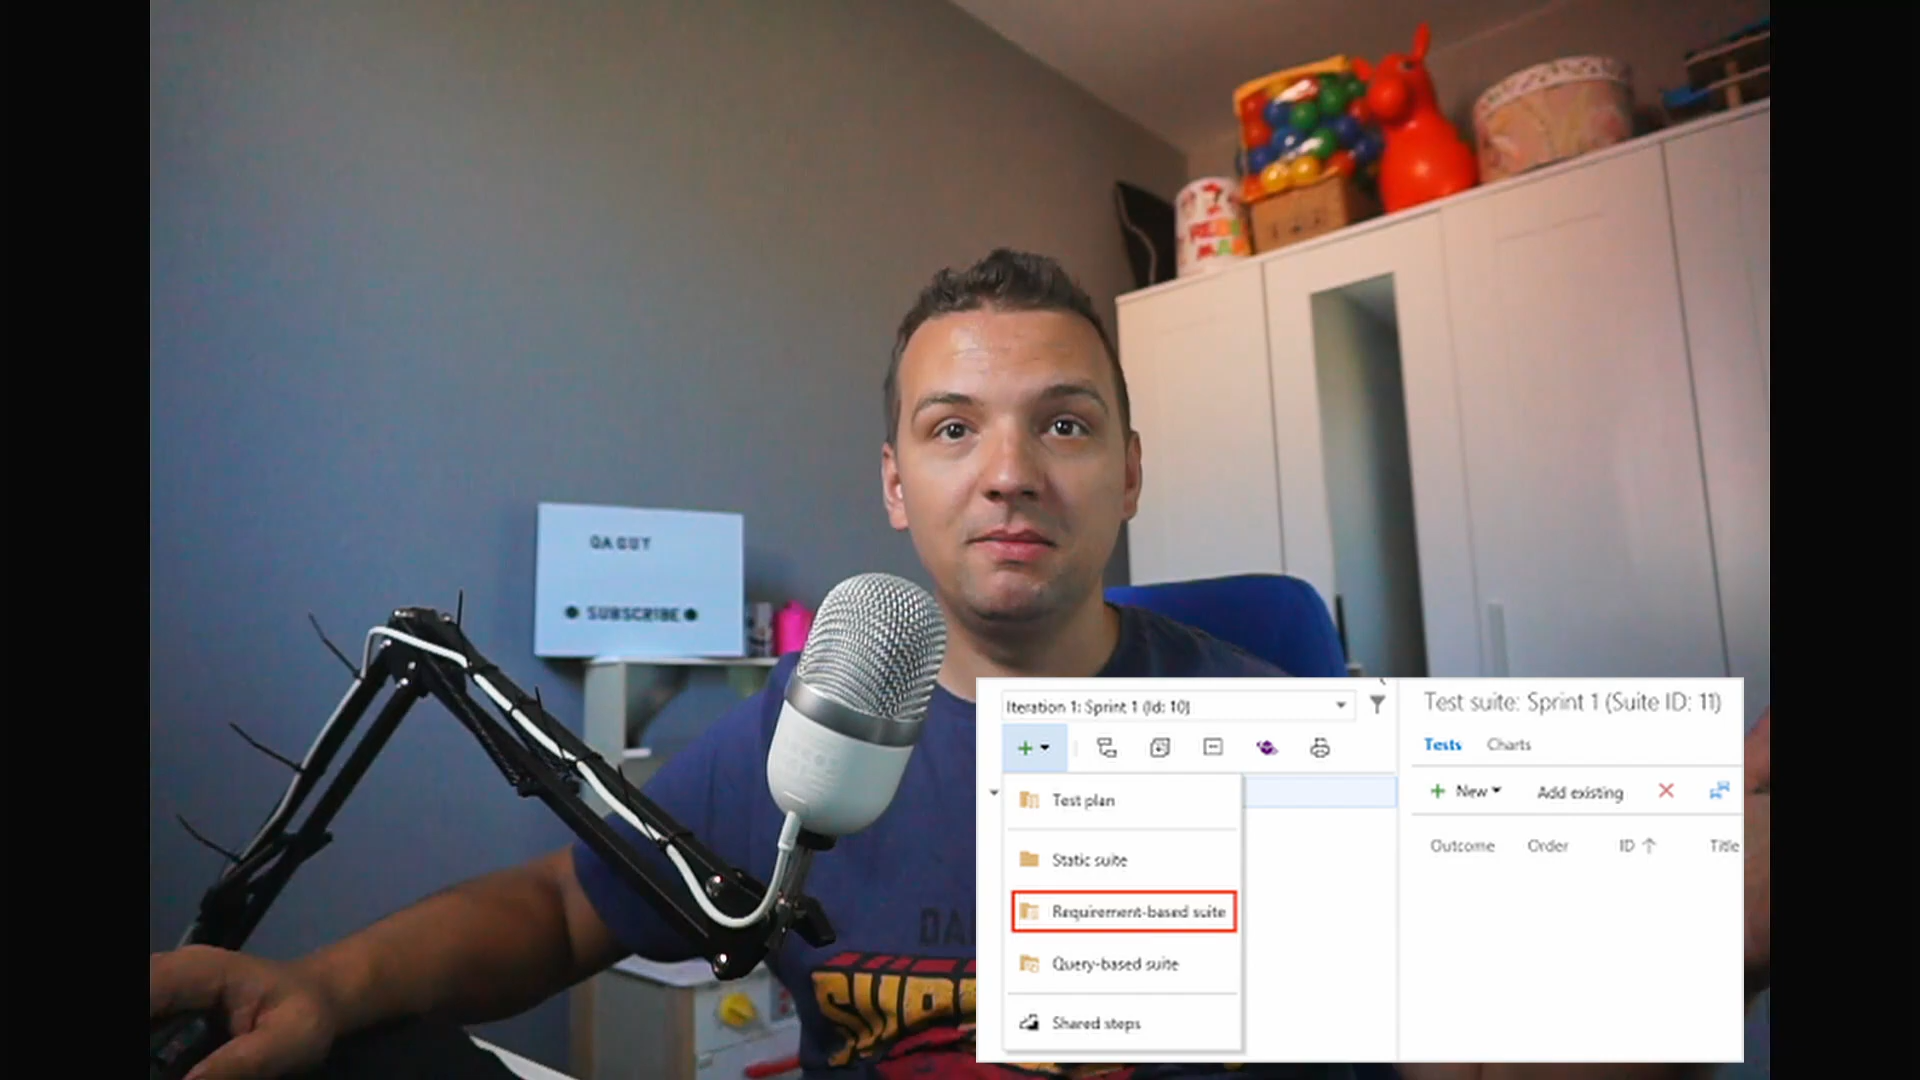 QA GUY
● SUBSCRIBE ●
Iteration 1: Sprint 1 (Id: 10)
Test plan
Static suite
Requirement-based suite
Query-based suite
Shared steps
Test suite: Sprint 1 (Suite ID: 11)
Tests Charts
+ New Add existing
Outcome Order ID ↑ Title